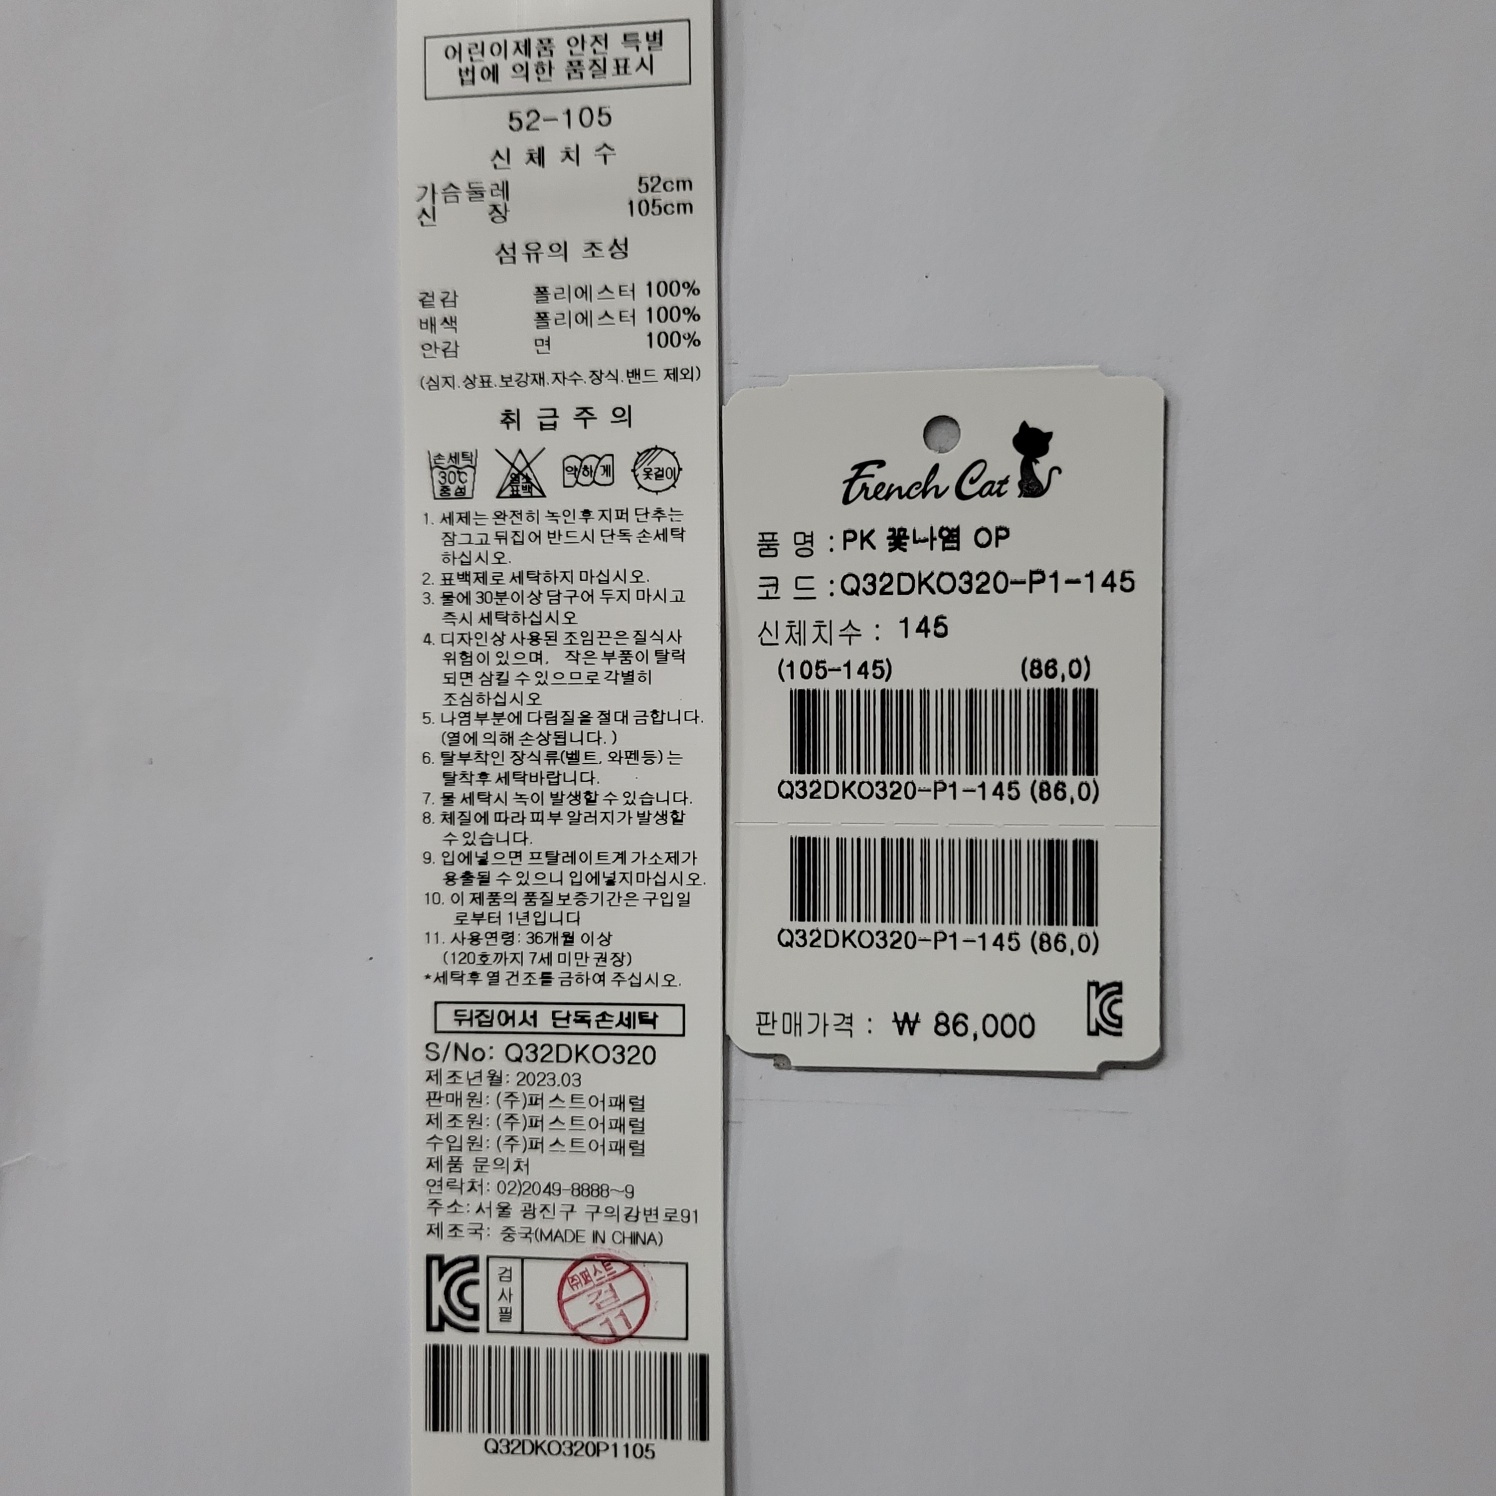 어린이제품 안전 특별
법에 의한 품질표시
52-105
신 체 치 수
가슴둘레 52cm
신 장 105cm
섬유의 조성
겉감 폴리에스터 100%
배색 폴리에스터 100%
안감 면 100%
(심지.상표.보강재.자수.장식.밴드 제외)
취 급 주 의
손세탁 30℃ 중성
염소 표백
약하게
옷걸이
1. 세제는 완전히 녹인후 지퍼 단추는
잠그고 뒤집어 반드시 단독 손세탁
하십시오.
2. 표백제로 세탁하지 마십시오.
3. 물에 30분이상 담구어 두지 마시고
즉시 세탁하십시오
4. 디자인상 사용된 조임끈은 질식사
위험이 있으며, 작은 부품이 탈락
되면 삼킬 수 있으므로 각별히
조심하십시오
5. 나염부분에 다림질을 절대 금합니다.
(열에 의해 손상됩니다. )
6. 탈부착인 장식류(벨트, 와펜등) 는
탈착후 세탁바랍니다.
7. 물 세탁시 녹이 발생할 수 있습니다.
8. 체질에 따라 피부 알러지가 발생할
수 있습니다.
9. 입에넣으면 프탈레이트계 가소제가
용출될 수 있으니 입에넣지마십시오.
10. 이 제품의 품질보증기간은 구입일
로부터 1년입니다
11. 사용연령: 36개월 이상
(120호까지 7세 미만 권장)
*세탁후 열 건조를 금하여 주십시오.
뒤집어서 단독손세탁
S/No: Q32DKO320
제조년월: 2023.03
판매원: (주)퍼스트어패럴
제조원: (주)퍼스트어패럴
수입원: (주)퍼스트어패럴
제품 문의처
연락처: 02)2049-8888~9
주소: 서울 광진구 구의강변로91
제조국: 중국(MADE IN CHINA)
KC
검사필
㈜퍼스트
검
11
Q32DKO320P1105
French Cat
품 명 : PK 꽃나염 OP
코 드 : Q32DKO320-P1-145
신체치수 : 145
(105-145) (86,0)
Q32DKO320-P1-145 (86,0)
Q32DKO320-P1-145 (86,0)
KC
판매가격 : ₩ 86,000